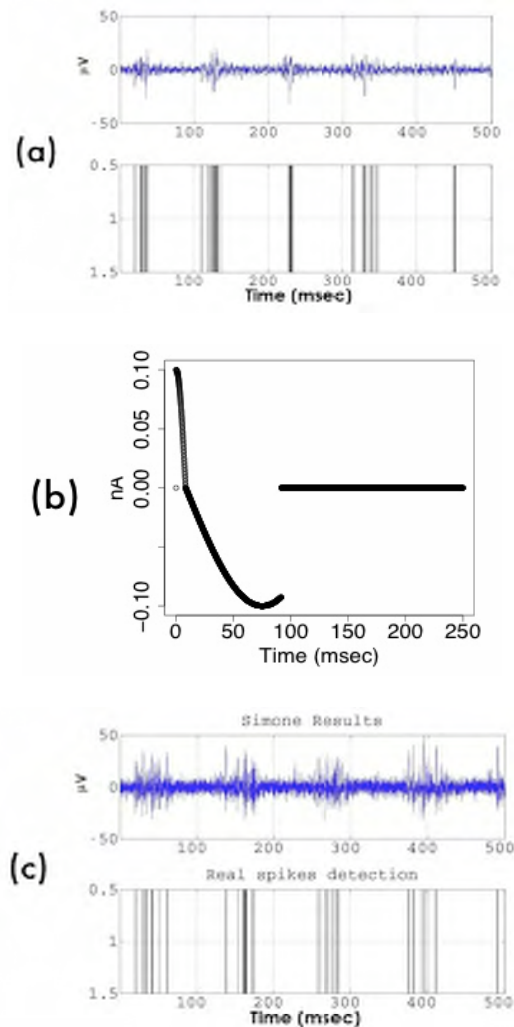 50
μV
0
-50
100 200 300 400 500
(a)
0.5
1
1.5
100 200 300 400 500
Time (msec)
0.10
0.05
(b)
nA
0.00
−0.10
0 50 100 150 200 250
Time (msec)
Simone Results
50
μV
0
-50
100 200 300 400 500
(c)
Real spikes detection
0.5
1
1.5
100 200 300 400 500
Time (msec)